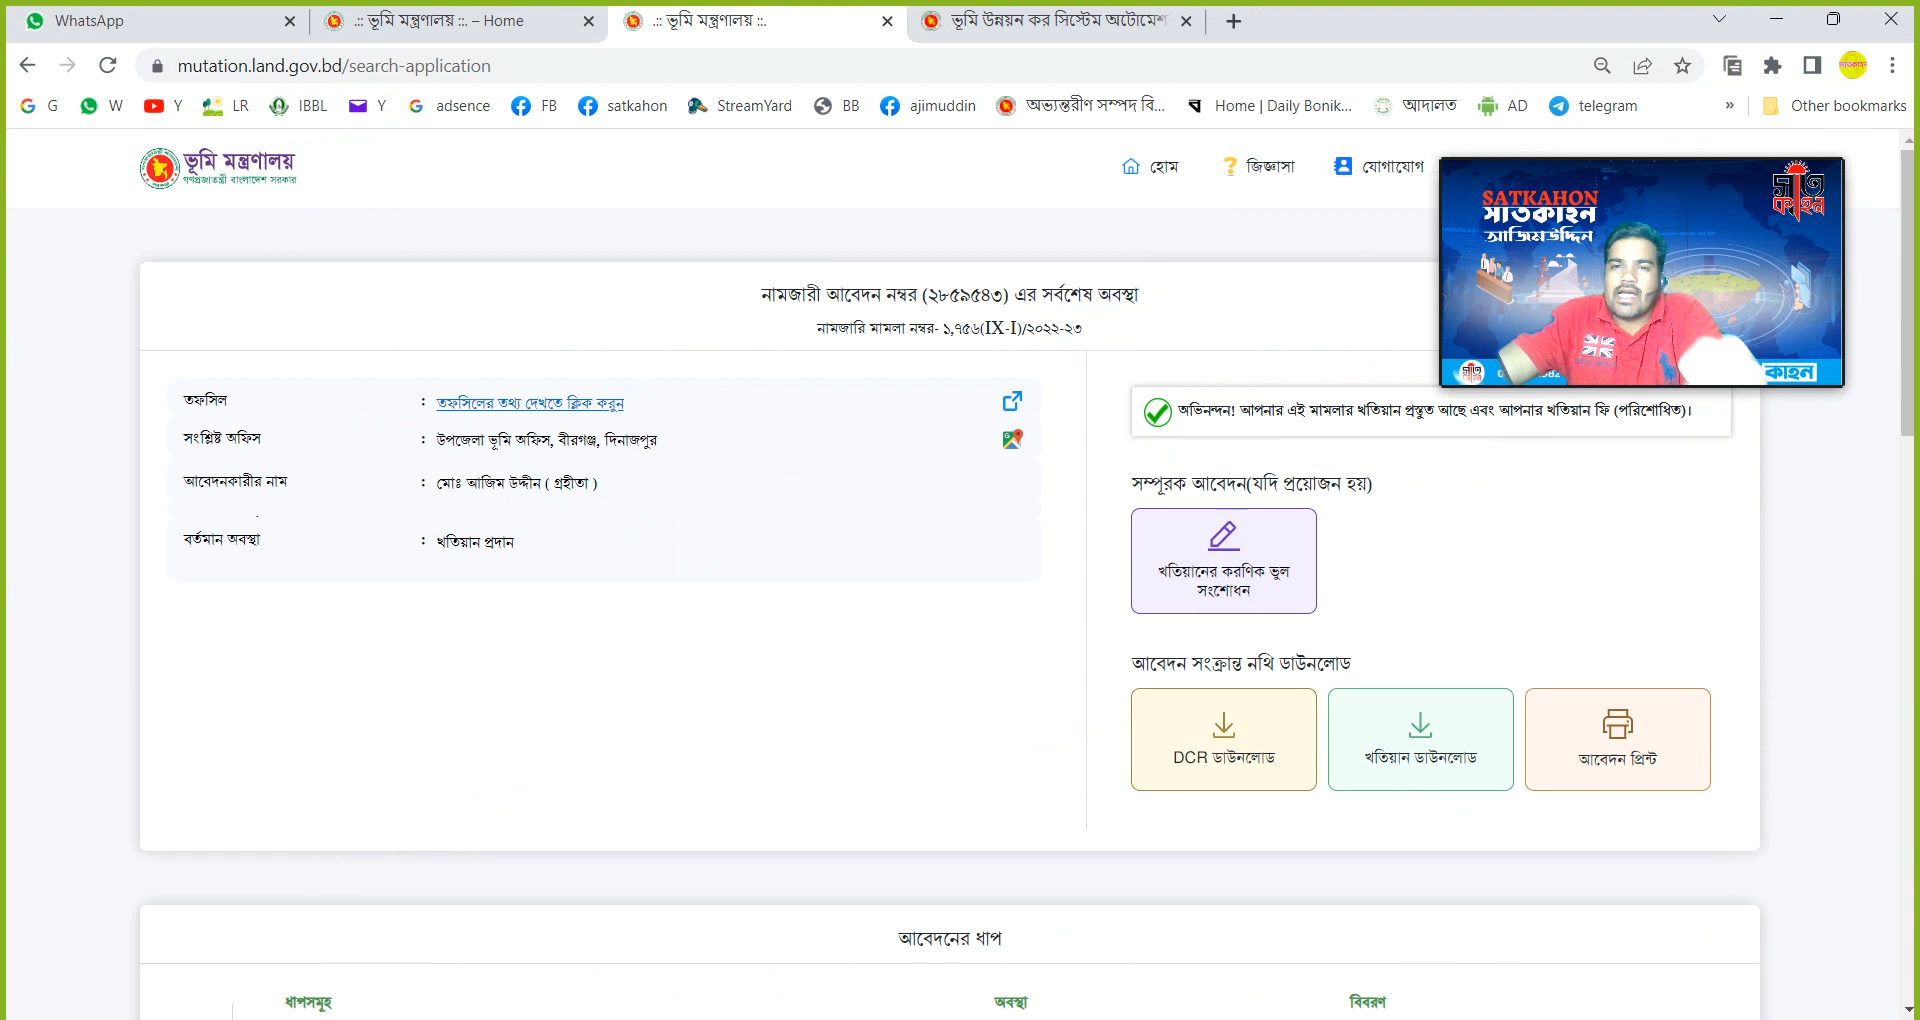 WhatsApp
.:: ভূমি মন্ত্রণালয় ::. – Home
.:: ভূমি মন্ত্রণালয় ::.
ভূমি উন্নয়ন কর সিস্টেম অটোমেশ
mutation.land.gov.bd/search-application
G
W
Y
LR
IBBL
Y
adsence
FB
satkahon
StreamYard
BB
ajimuddin
অভ্যন্তরীণ সম্পদ বি...
Home | Daily Bonik...
আদালত
AD
telegram
»
Other bookmarks
ভূমি মন্ত্রণালয়
গণপ্রজাতন্ত্রী বাংলাদেশ সরকার
হোম
জিজ্ঞাসা
যোগাযোগ
SATKAHON
সাতকাহন
আজিমউদ্দিন
সাত
কাহন
কাহন
নামজারী আবেদন নম্বর (২৮৫৯৫৪৩) এর সর্বশেষ অবস্থা
নামজারি মামলা নম্বর- ১,৭৫৬(IX-I)/২০২২-২৩
তফসিল : তফসিলের তথ্য দেখতে ক্লিক করুন
সংশ্লিষ্ট অফিস : উপজেলা ভূমি অফিস, বীরগঞ্জ, দিনাজপুর
আবেদনকারীর নাম : মোঃ আজিম উদ্দীন ( গ্রহীতা )
বর্তমান অবস্থা : খতিয়ান প্রদান
অভিনন্দন! আপনার এই মামলার খতিয়ান প্রস্তুত আছে এবং আপনার খতিয়ান ফি (পরিশোধিত)।
সম্পূরক আবেদন(যদি প্রয়োজন হয়)
খতিয়ানের করণিক ভুল
সংশোধন
আবেদন সংক্রান্ত নথি ডাউনলোড
DCR ডাউনলোড
খতিয়ান ডাউনলোড
আবেদন প্রিন্ট
আবেদনের ধাপ
ধাপসমূহ
অবস্থা
বিবরণ